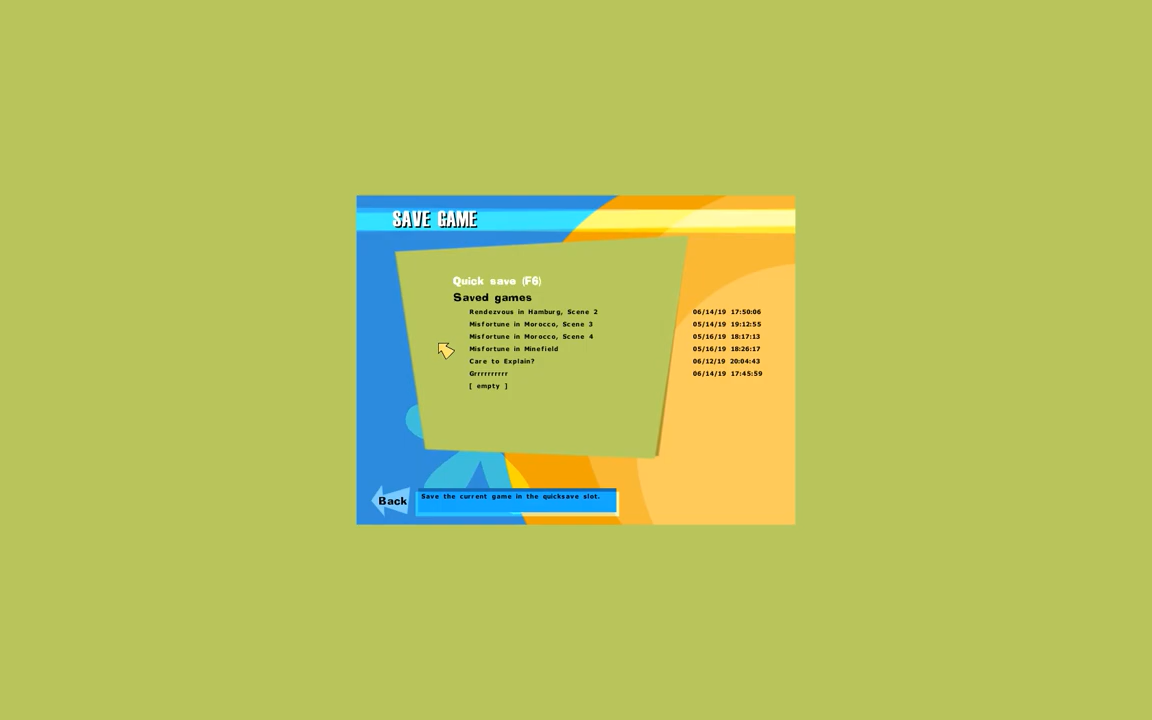 SAVE GAME
Quick save (F6)
Saved games
Rendezvous in Hamburg, Scene 2 06/14/19 17:50:06
Misfortune in Morocco, Scene 3 05/14/19 19:12:55
Misfortune in Morocco, Scene 4 05/16/19 18:17:13
Misfortune in Minefield 05/16/19 18:26:17
Care to Explain? 06/12/19 20:04:43
Grrrrrrrrrr 06/14/19 17:45:59
[ empty ]
Back
Save the current game in the quicksave slot.